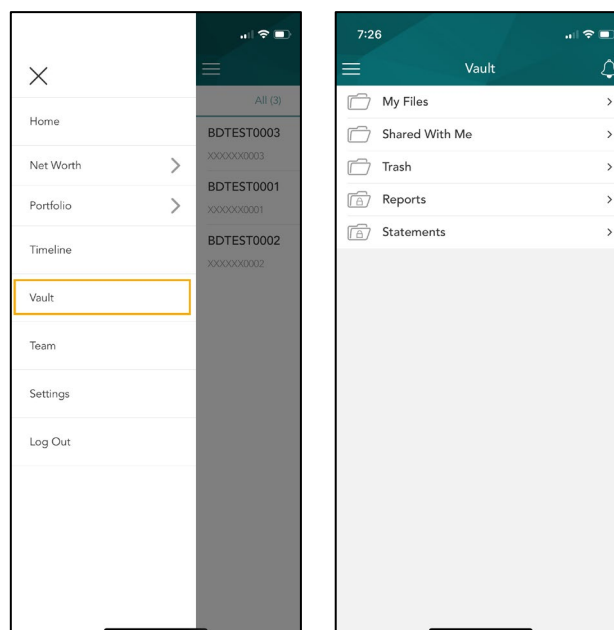 Home
Net Worth
Portfolio
Timeline
Vault
Team
Settings
Log Out
All (3)
BDTEST0003
XXXXXX0003
BDTEST0001
XXXXXX0001
BDTEST0002
XXXXXX0002
7:26
Vault
My Files
Shared With Me
Trash
Reports
Statements